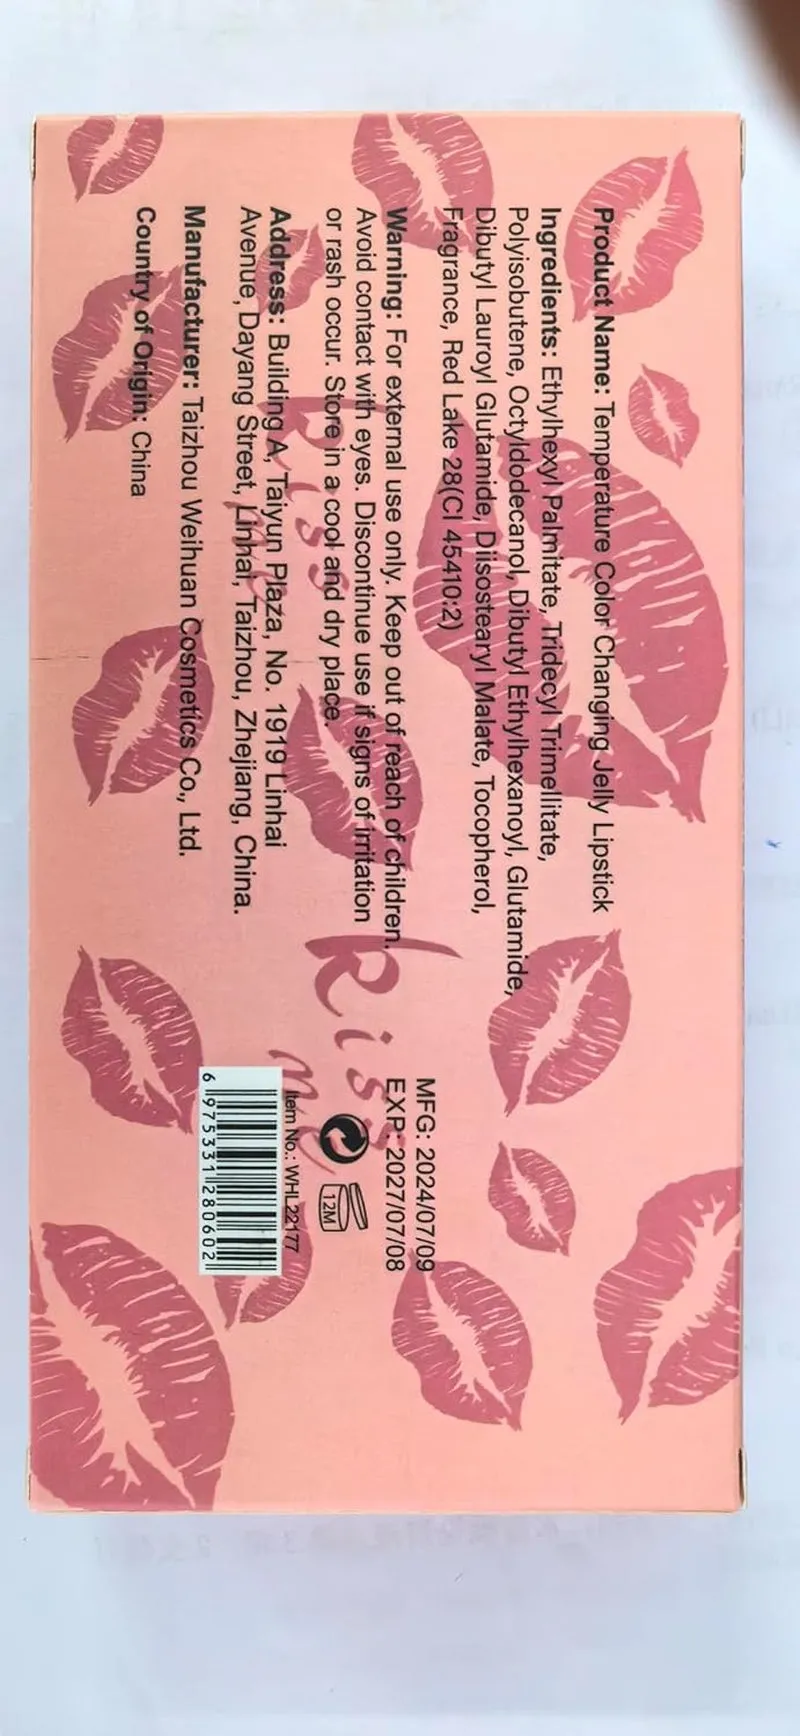 Product Name: Temperature Color Changing Jelly Lipstick
Ingredients: Ethylhexyl Palmitate, Tridecyl Trimellitate,
Polyisobutene, Octyldodecanol, Dibutyl Ethylhexanoyl, Glutamide,
Dibutyl Lauroyl Glutamide, Diisostearyl Malate, Tocopherol,
Fragrance, Red Lake 28(CI 45410:2)
Warning: For external use only. Keep out of reach of children.
Avoid contact with eyes. Discontinue use if signs of irritation
or rash occur. Store in a cool and dry place.
Address: Building A, Taiyun Plaza, No. 1919 Linhai
Avenue, Dayang Street, Linhai, Taizhou, Zhejiang, China.
Manufacturer: Taizhou Weihuan Cosmetics Co., Ltd.
Country of Origin: China
kiss
me
MFG: 2024/07/09
EXP: 2027/07/08
kiss
me
12M
Item No.: WHL22177
6 975331 280602